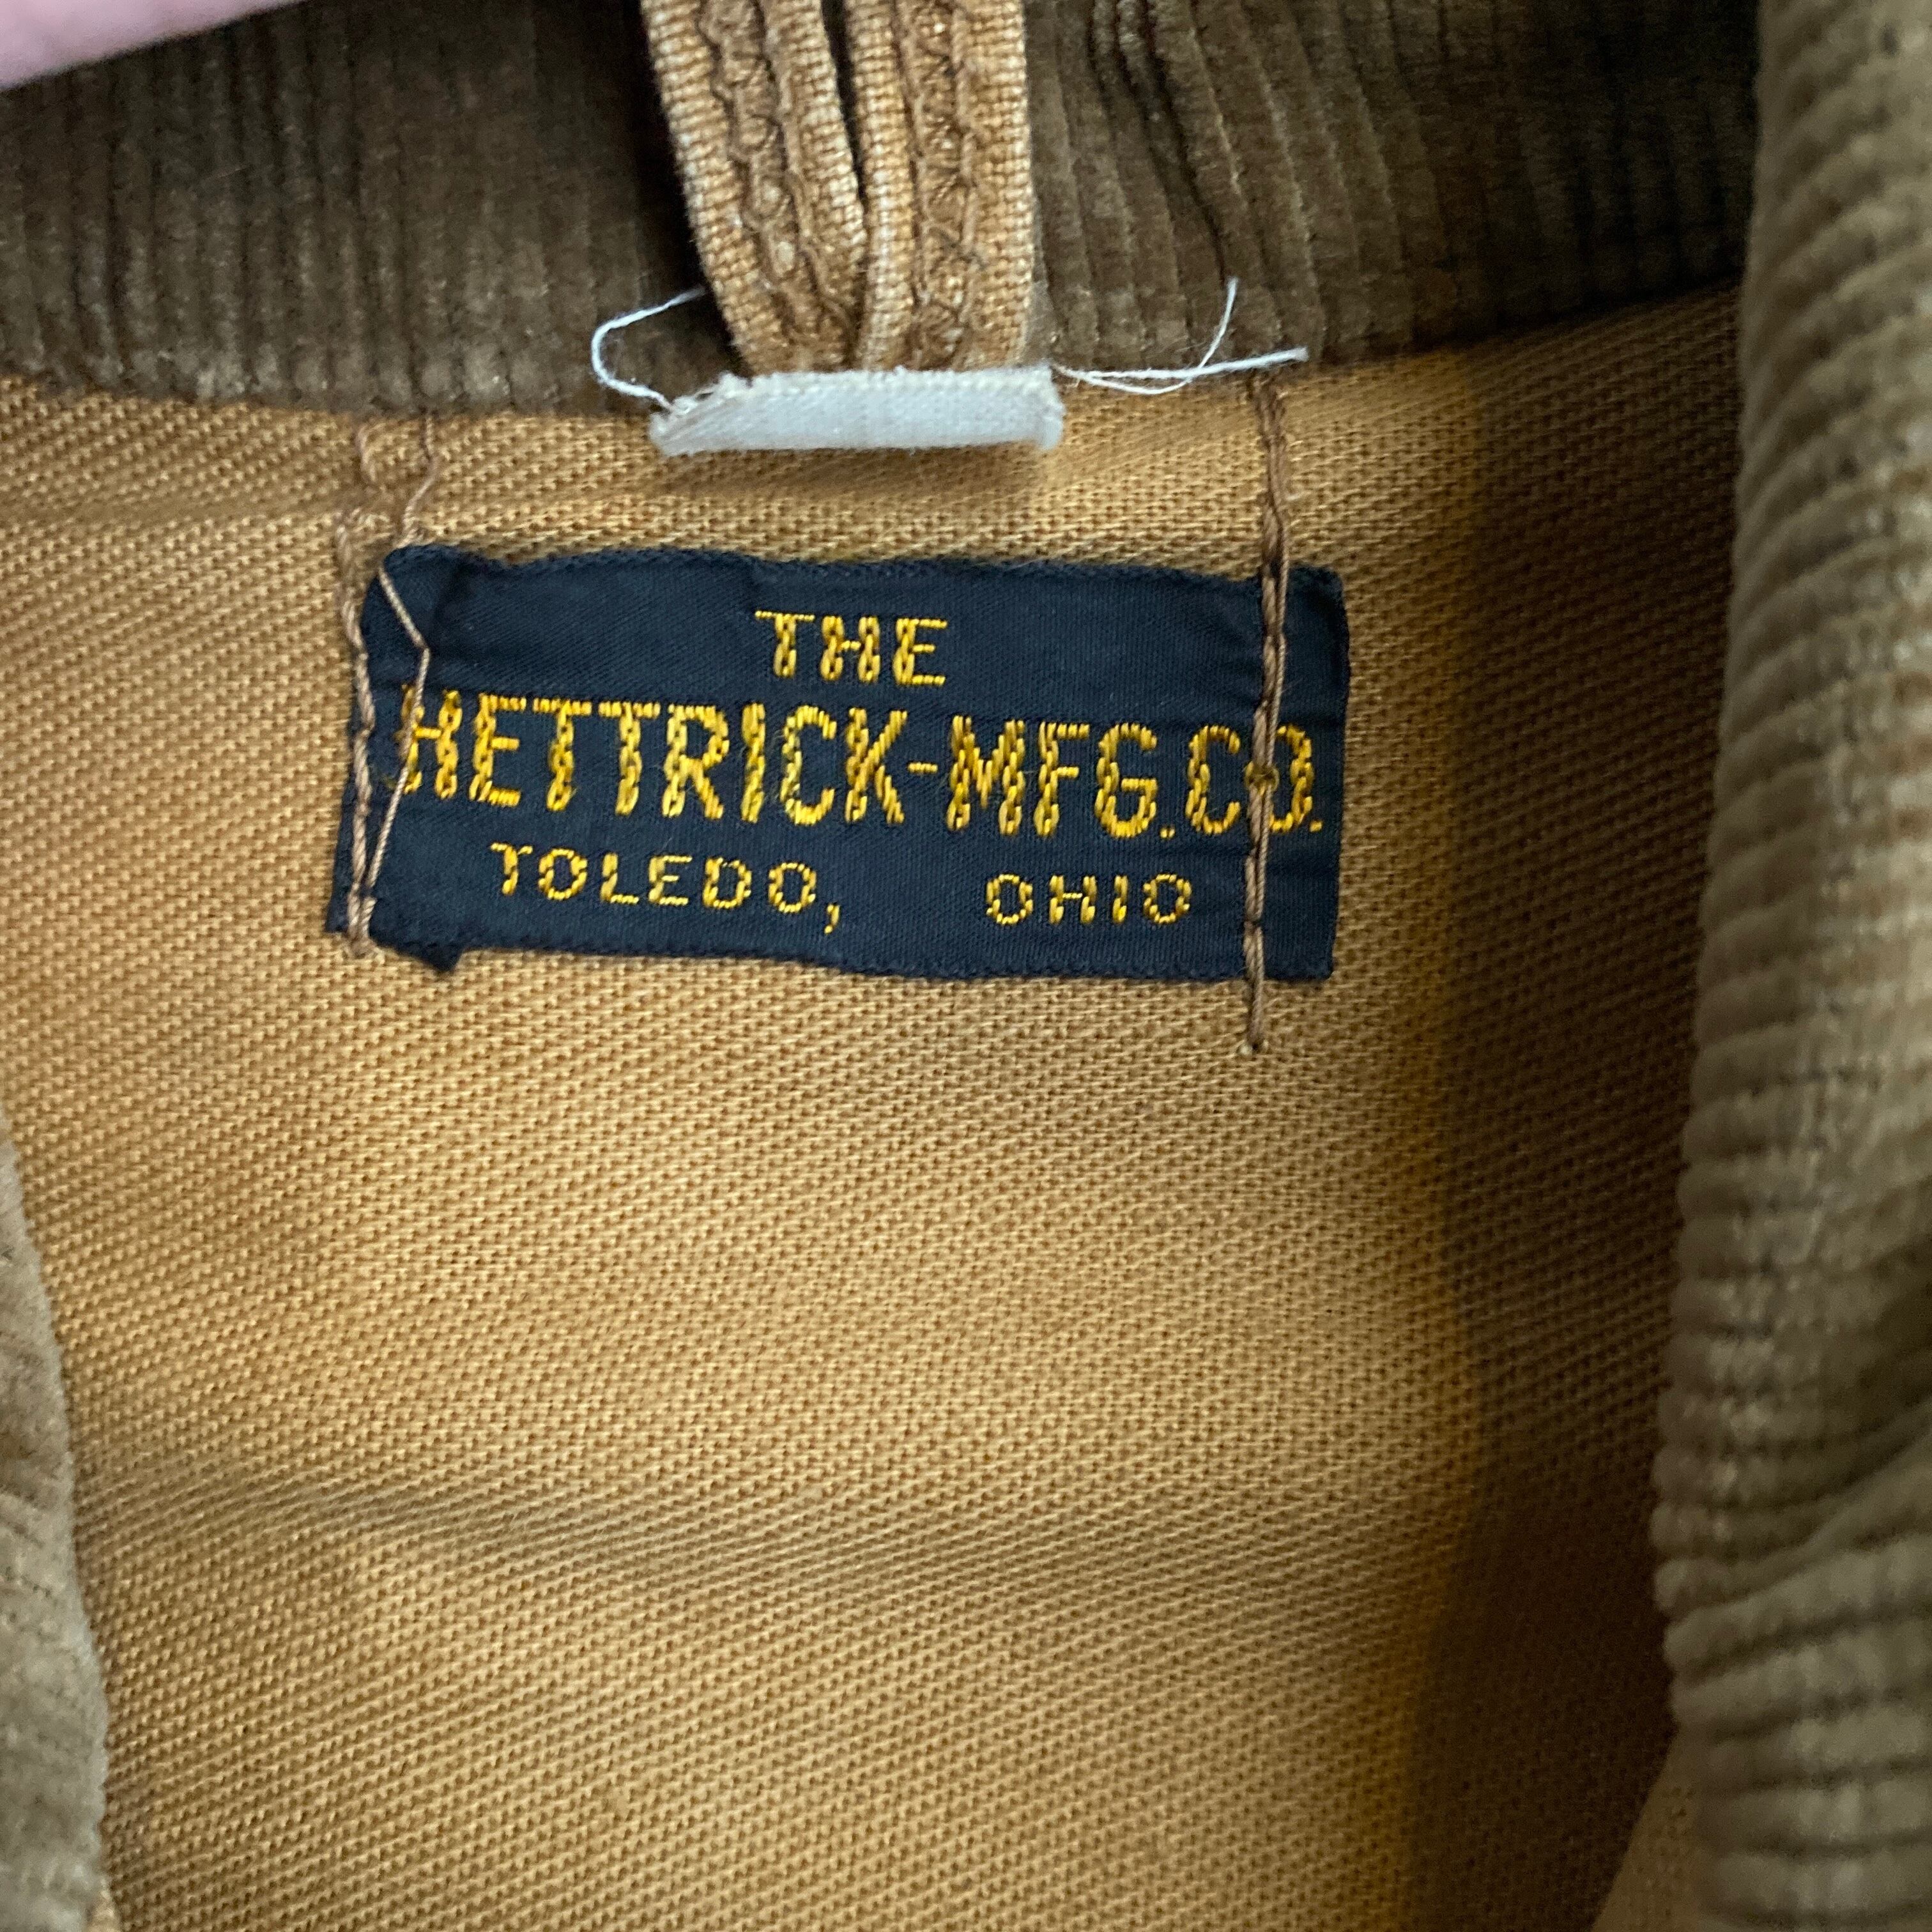 THE
HETTRICK-MFG.CO.
TOLEDO, OHIO